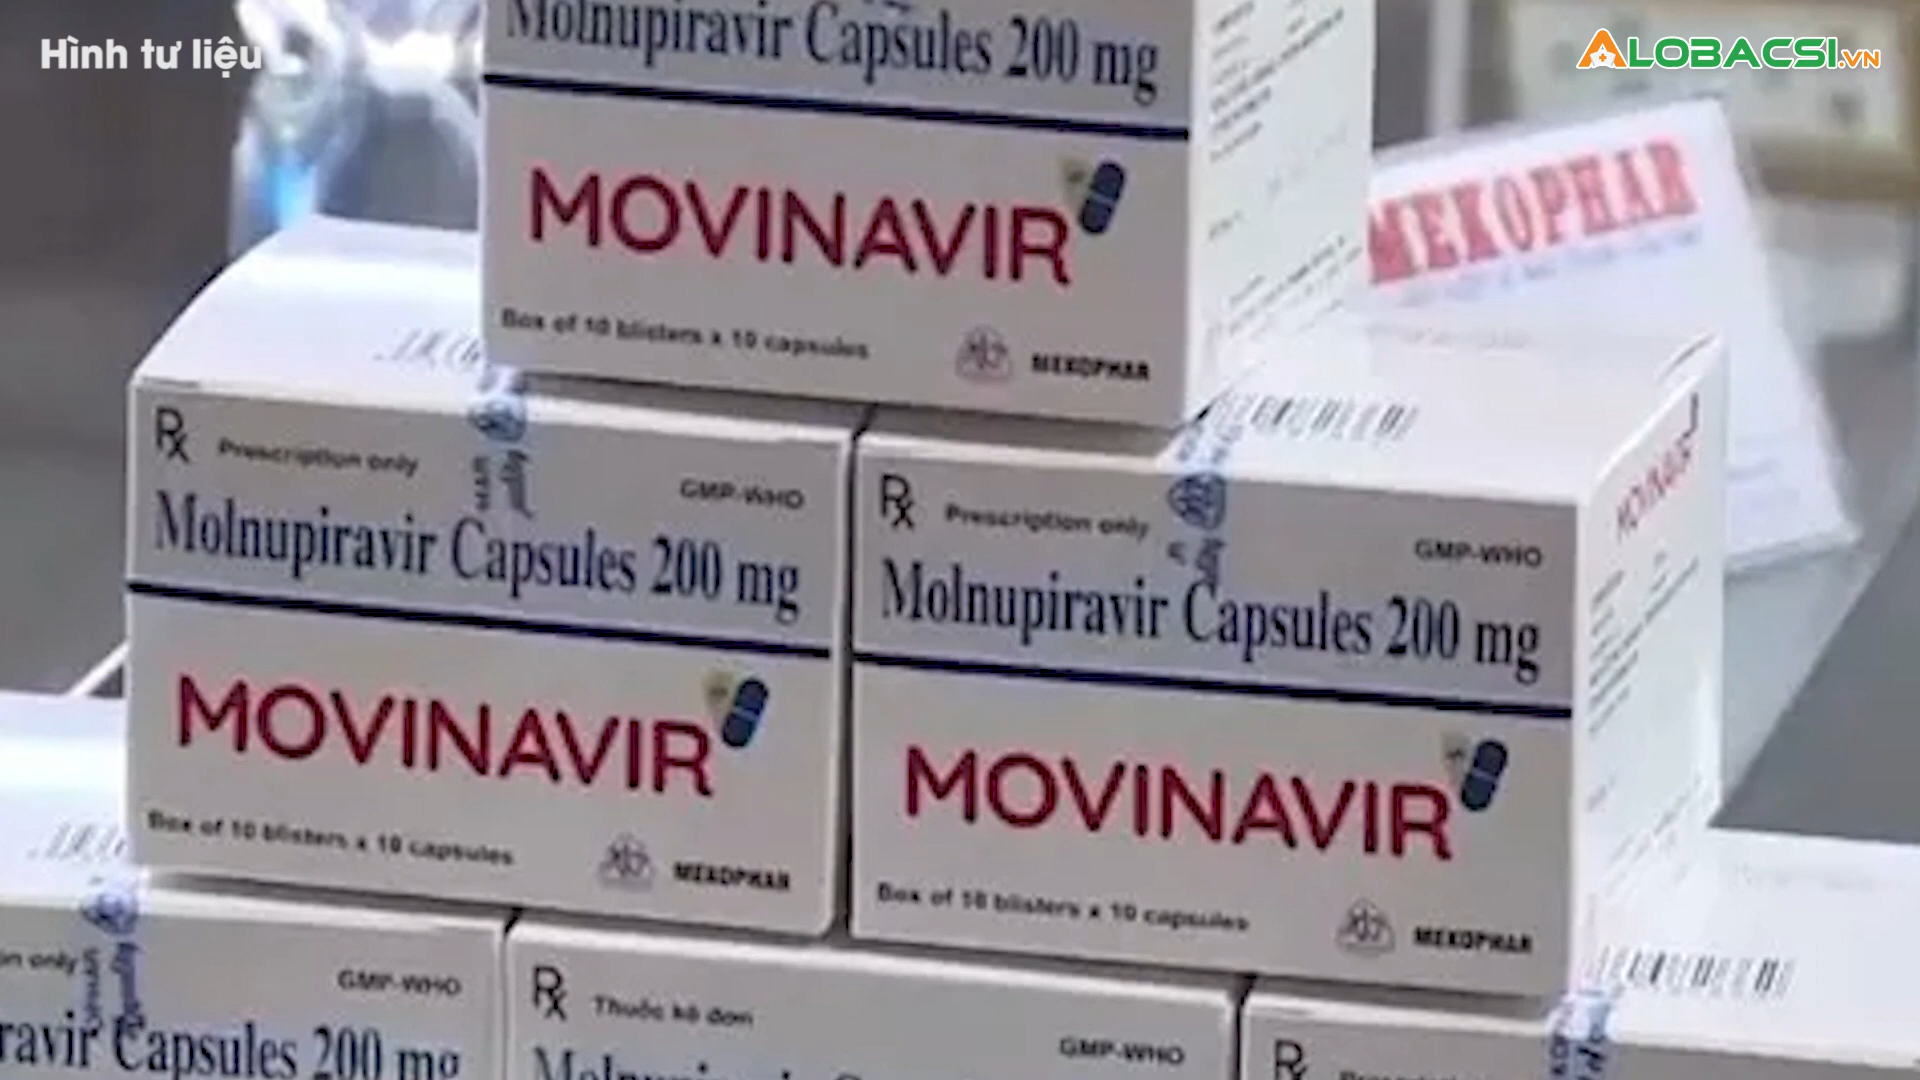 Hình tư liệu
ALOBACSI.VN
Molnupiravir Capsules 200 mg
MOVINAVIR
Box of 10 blisters x 10 capsules
MEKOPHAR
MEKOPHAR
Rx Prescription only
GMP-WHO
Molnupiravir Capsules 200 mg
MOVINAVIR
Box of 10 blisters x 10 capsules
MEKOPHAR
Rx Prescription only
GMP-WHO
Molnupiravir Capsules 200 mg
MOVINAVIR
Box of 10 blisters x 10 capsules
MEKOPHAR
MOVINAVIR
only
GMP-WHO
ravir Capsules 200 mg
Rx Thuốc kê đơn
GMP-WHO
Rx